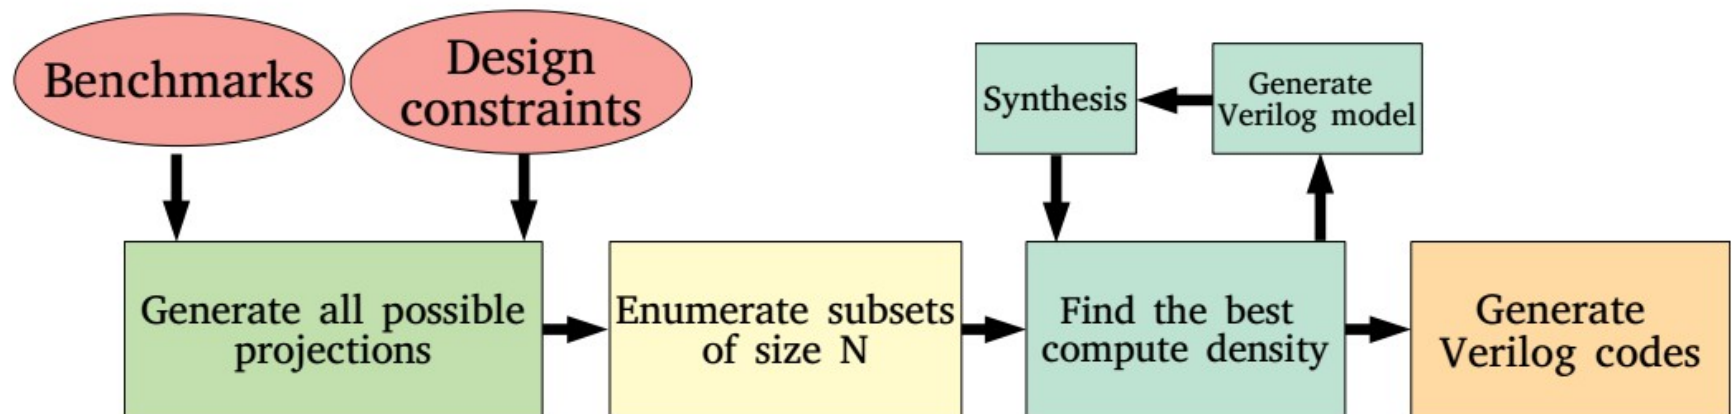 Benchmarks
Design
constraints
Synthesis
Generate
Verilog model
Generate all possible
projections
Enumerate subsets
of size N
Find the best
compute density
Generate
Verilog codes